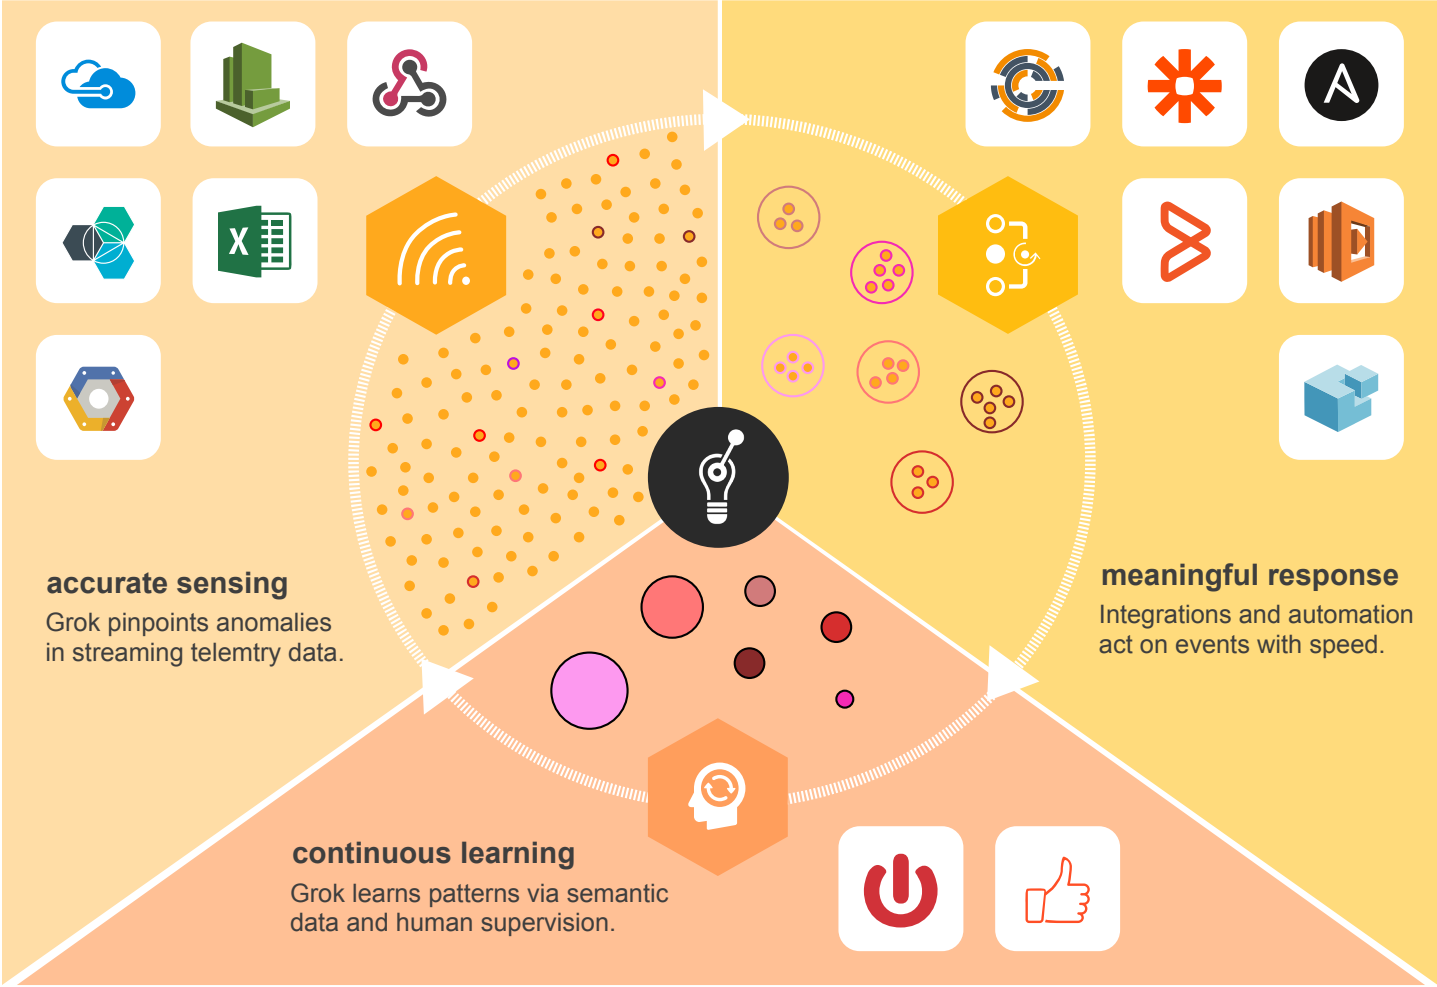 X
accurate sensing
Grok pinpoints anomalies
in streaming telemtry data.
meaningful response
Integrations and automation
act on events with speed.
continuous learning
Grok learns patterns via semantic
data and human supervision.